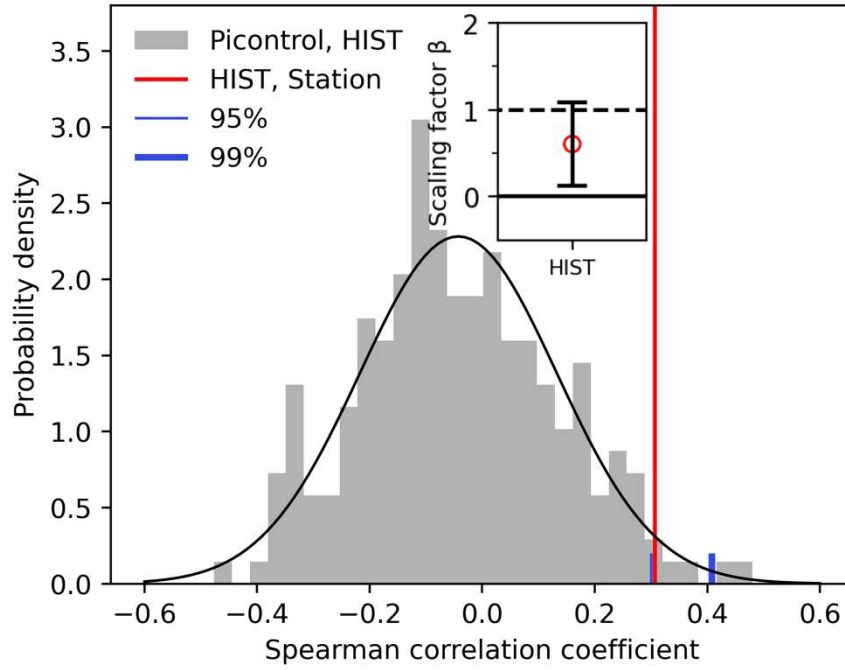 Picontrol, HIST
HIST, Station
95%
99%
Scaling factor β
2
1
0
HIST
Probability density
3.5
3.0
2.5
2.0
1.5
1.0
0.5
0.0
−0.6 −0.4 −0.2 0.0 0.2 0.4 0.6
Spearman correlation coefficient